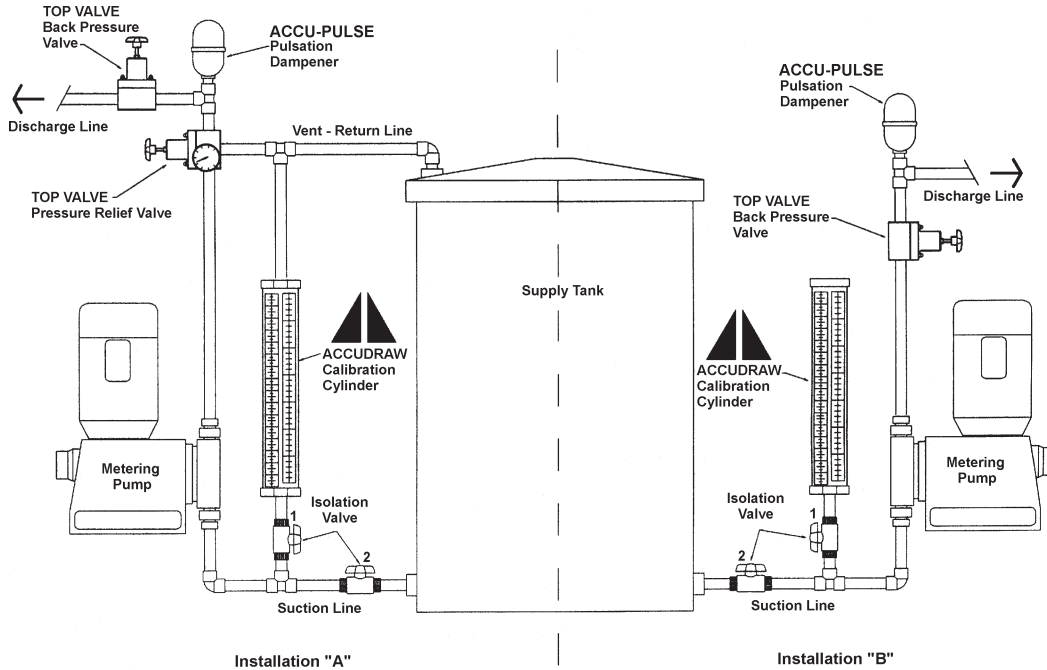 TOP VALVE
Back Pressure
Valve
ACCU-PULSE
Pulsation
Dampener
Discharge Line
Vent - Return Line
TOP VALVE
Pressure Relief Valve
ACCUDRAW
Calibration
Cylinder
Metering
Pump
Isolation
Valve
1
2
Suction Line
Installation "A"
Supply Tank
ACCU-PULSE
Pulsation
Dampener
Discharge Line
TOP VALVE
Back Pressure
Valve
ACCUDRAW
Calibration
Cylinder
Metering
Pump
Isolation
Valve
1
2
Suction Line
Installation "B"